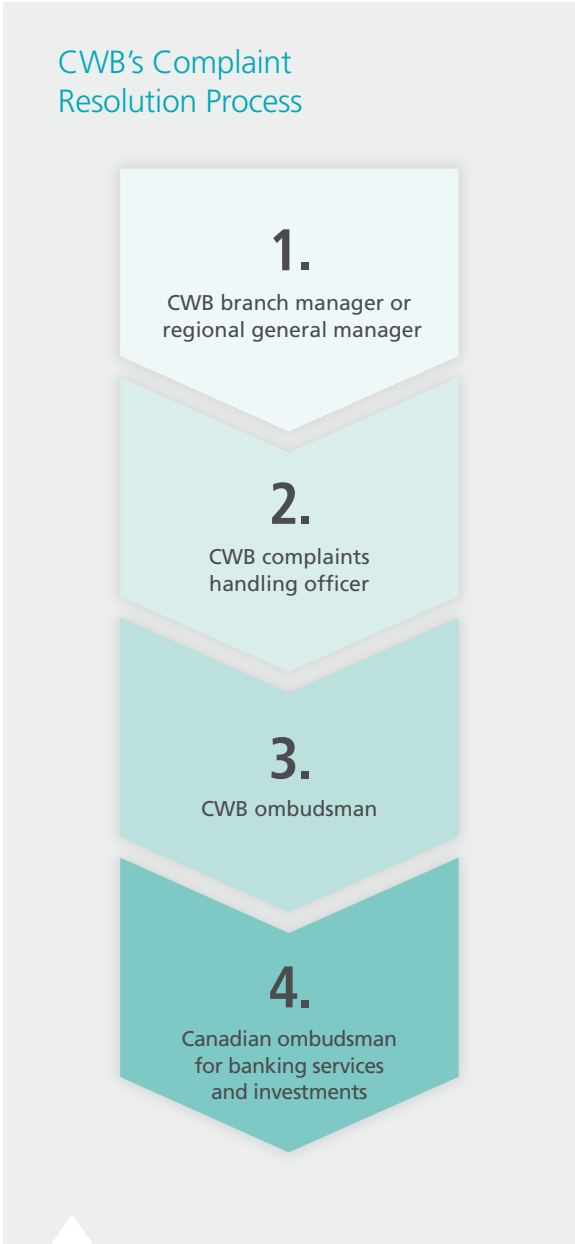 CWB's Complaint
Resolution Process
1.
CWB branch manager or
regional general manager
2.
CWB complaints
handling officer
3.
CWB ombudsman
4.
Canadian ombudsman
for banking services
and investments